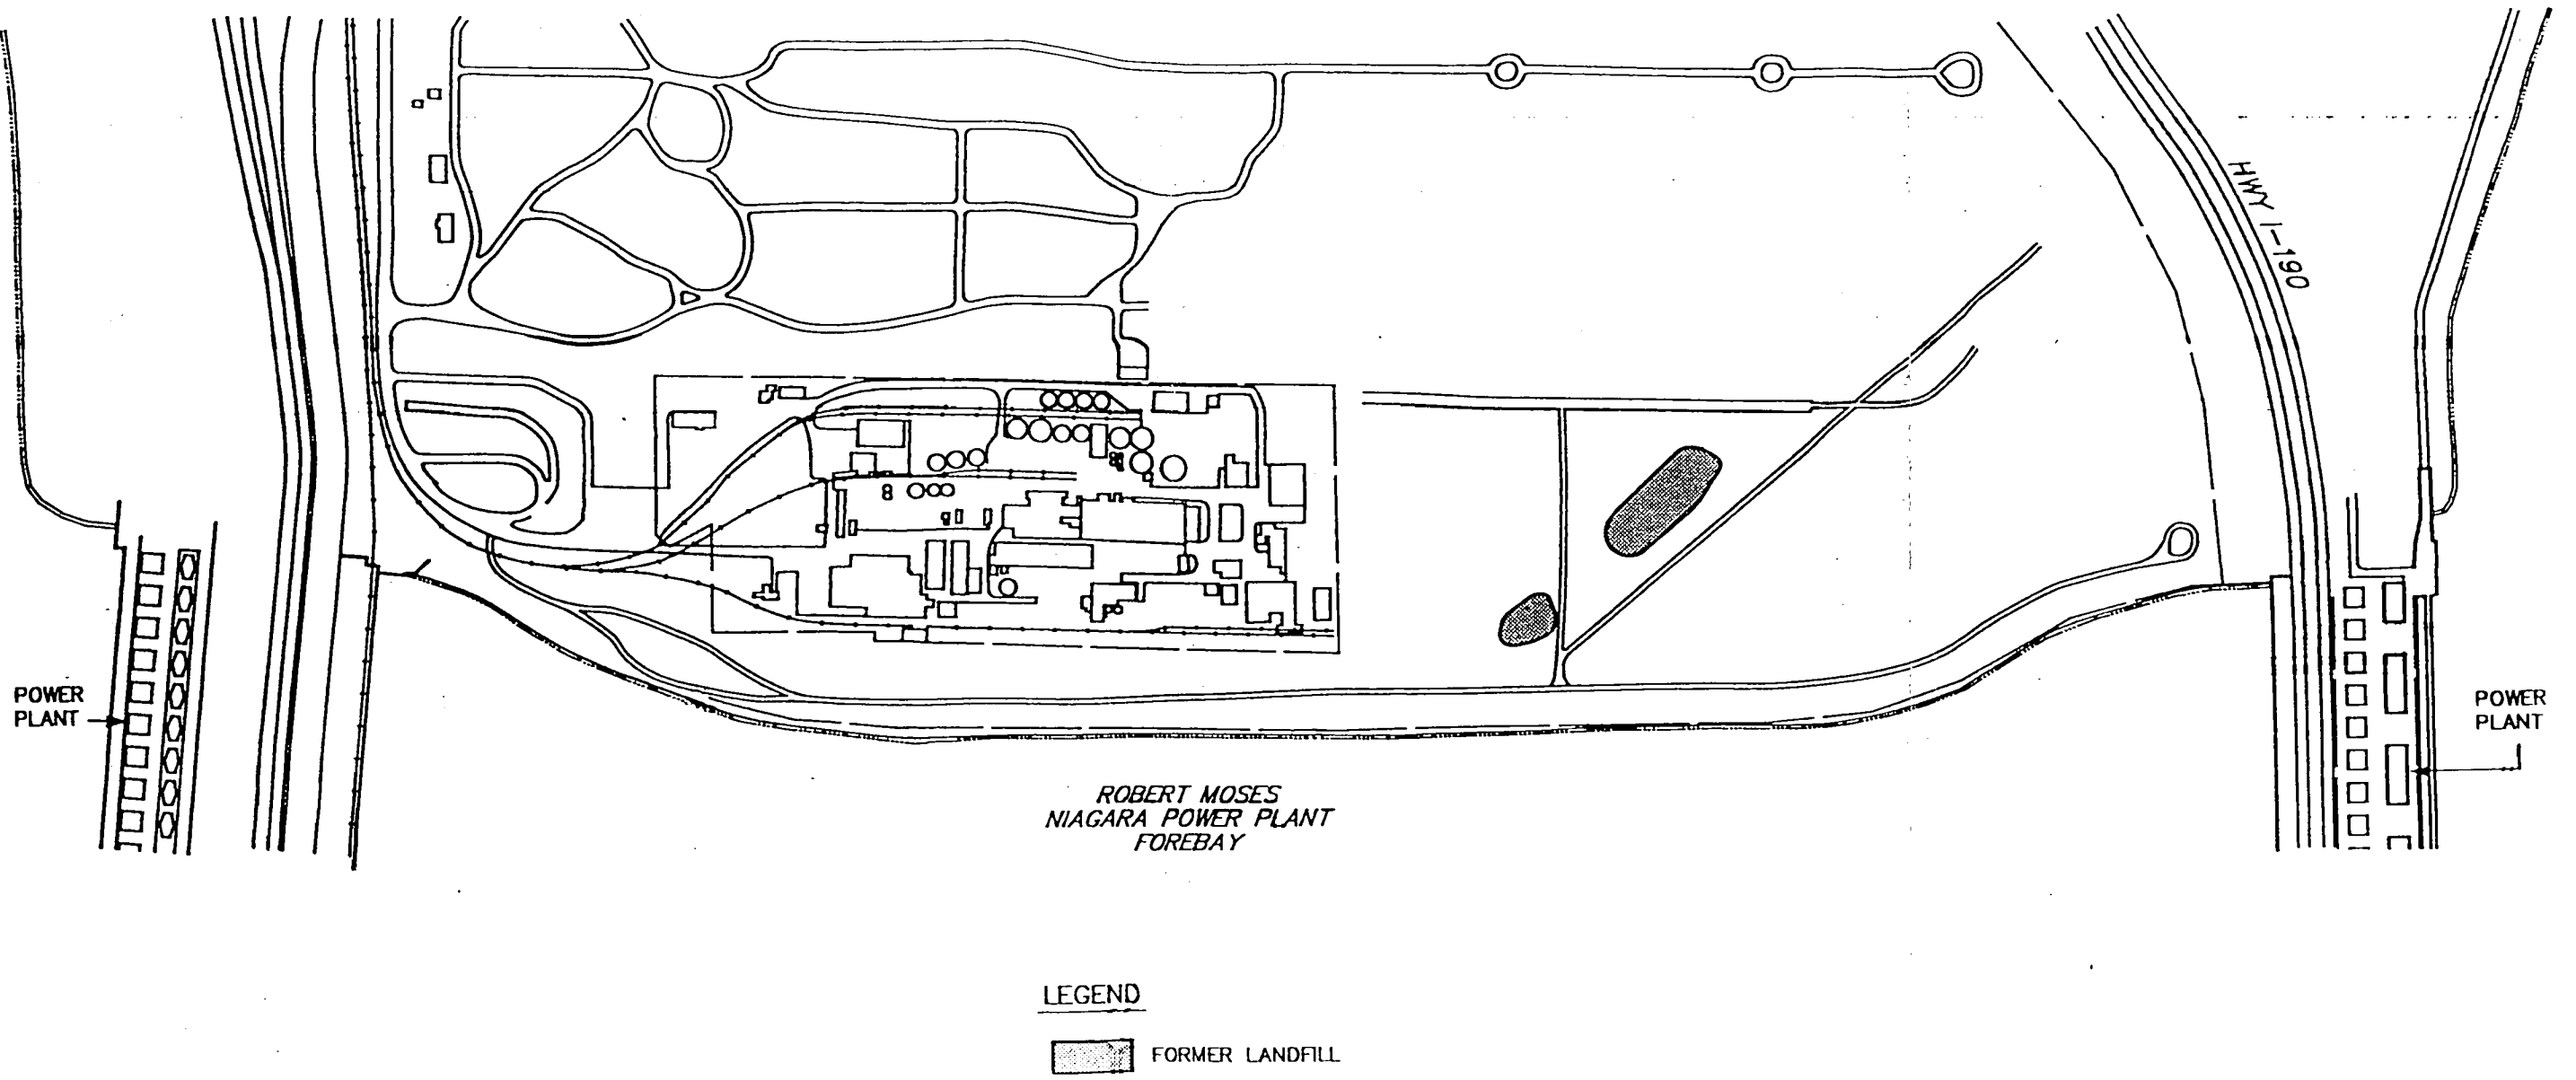 HWY I-190
POWER
PLANT
POWER
PLANT
ROBERT MOSES
NIAGARA POWER PLANT
FOREBAY
LEGEND
FORMER LANDFILL